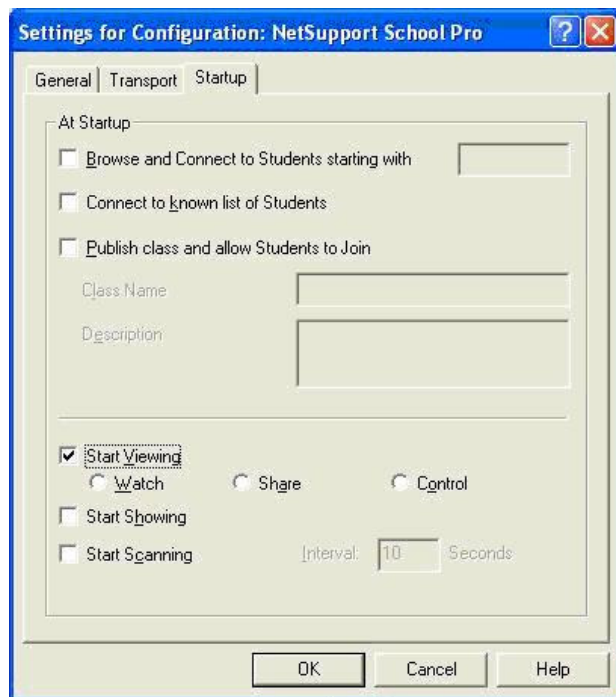 Settings for Configuration: NetSupport School Pro
General Transport Startup
At Startup
Browse and Connect to Students starting with
Connect to known list of Students
Publish class and allow Students to Join
Class Name
Description
Start Viewing
Watch Share Control
Start Showing
Start Scanning Interval: 10 Seconds
OK Cancel Help